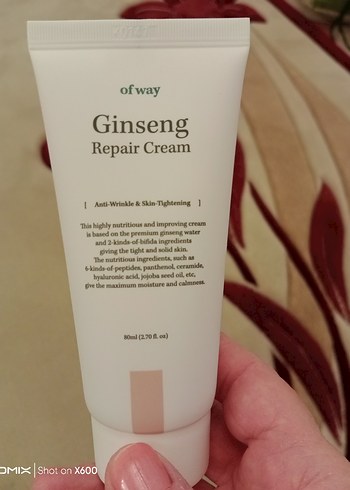 of way
Ginseng
Repair Cream
[ Anti-Wrinkle & Skin-Tightening ]
This highly nutritious and improving cream
is based on the premium ginseng water
and 2-kinds-of-bifida ingredients
giving the tight and solid skin.
The nutritious ingredients, such as
6-kinds-of-peptides, panthenol, ceramide,
hyaluronic acid, jojoba seed oil, etc,
give the maximum moisture and calmness.
80ml (2.70 fl. oz)
OMIX | Shot on X600